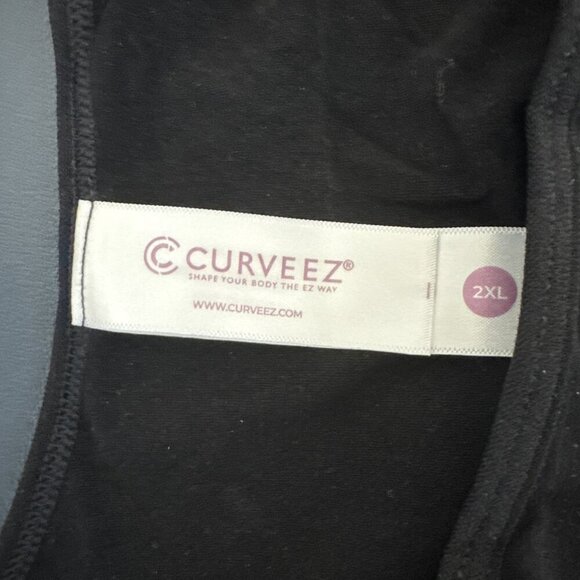 CURVEEZ®
SHAPE YOUR BODY THE EZ WAY
WWW.CURVEEZ.COM
2XL